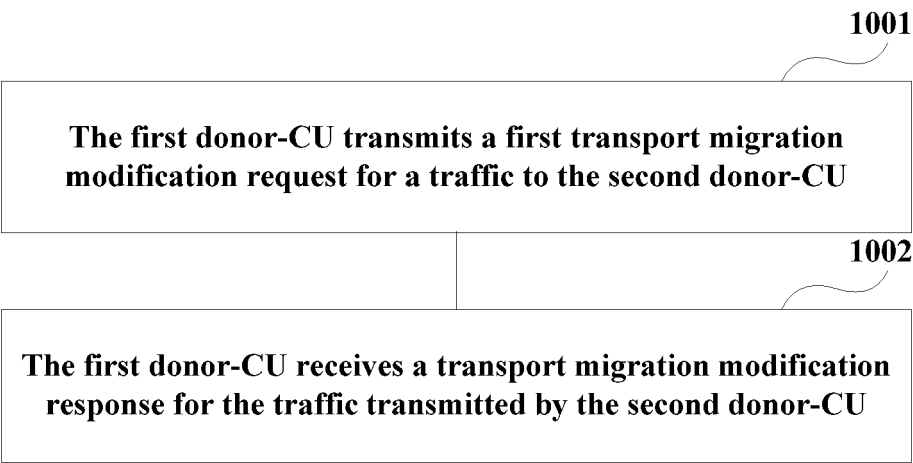 1001
The first donor-CU transmits a first transport migration
modification request for a traffic to the second donor-CU
1002
The first donor-CU receives a transport migration modification
response for the traffic transmitted by the second donor-CU